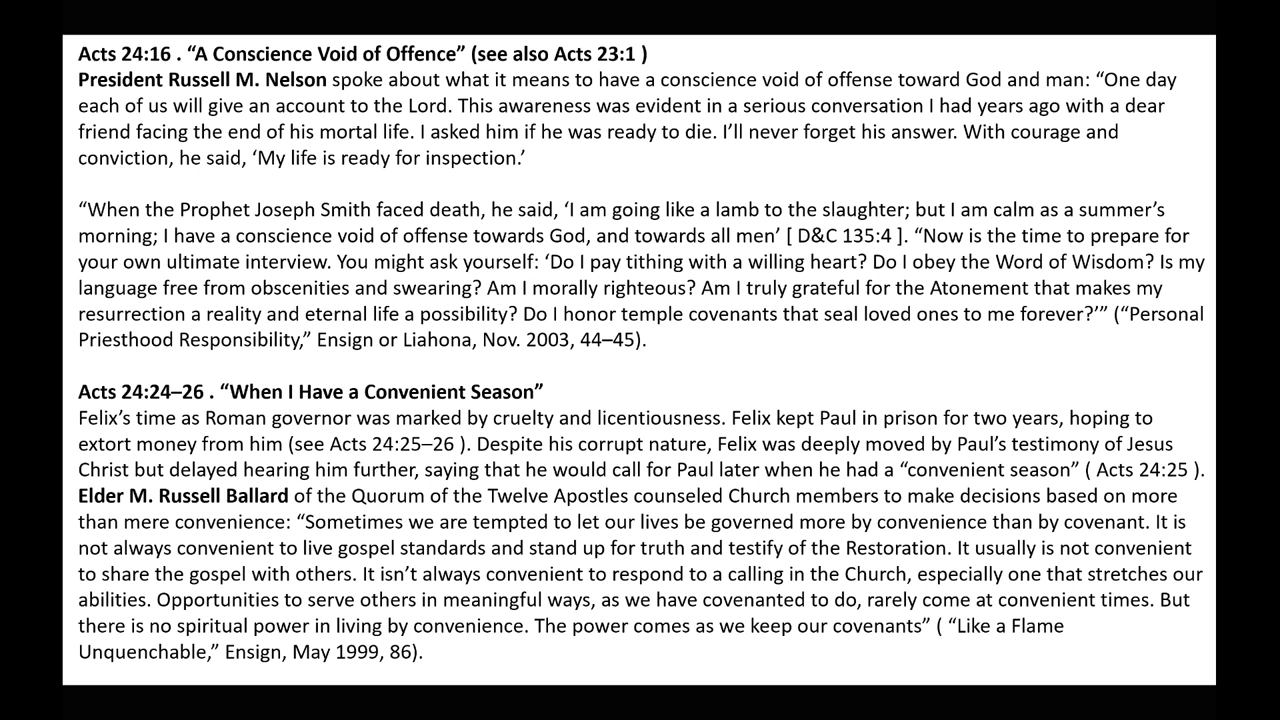 Acts 24:16 . “A Conscience Void of Offence” (see also Acts 23:1 )
President Russell M. Nelson spoke about what it means to have a conscience void of offense toward God and man: “One day
each of us will give an account to the Lord. This awareness was evident in a serious conversation I had years ago with a dear
friend facing the end of his mortal life. I asked him if he was ready to die. I’ll never forget his answer. With courage and
conviction, he said, ‘My life is ready for inspection.’
“When the Prophet Joseph Smith faced death, he said, ‘I am going like a lamb to the slaughter; but I am calm as a summer’s
morning; I have a conscience void of offense towards God, and towards all men’ [ D&C 135:4 ]. “Now is the time to prepare for
your own ultimate interview. You might ask yourself: ‘Do I pay tithing with a willing heart? Do I obey the Word of Wisdom? Is my
language free from obscenities and swearing? Am I morally righteous? Am I truly grateful for the Atonement that makes my
resurrection a reality and eternal life a possibility? Do I honor temple covenants that seal loved ones to me forever?’” (“Personal
Priesthood Responsibility,” Ensign or Liahona, Nov. 2003, 44–45).
Acts 24:24–26 . “When I Have a Convenient Season”
Felix’s time as Roman governor was marked by cruelty and licentiousness. Felix kept Paul in prison for two years, hoping to
extort money from him (see Acts 24:25–26 ). Despite his corrupt nature, Felix was deeply moved by Paul’s testimony of Jesus
Christ but delayed hearing him further, saying that he would call for Paul later when he had a “convenient season” ( Acts 24:25 ).
Elder M. Russell Ballard of the Quorum of the Twelve Apostles counseled Church members to make decisions based on more
than mere convenience: “Sometimes we are tempted to let our lives be governed more by convenience than by covenant. It is
not always convenient to live gospel standards and stand up for truth and testify of the Restoration. It usually is not convenient
to share the gospel with others. It isn’t always convenient to respond to a calling in the Church, especially one that stretches our
abilities. Opportunities to serve others in meaningful ways, as we have covenanted to do, rarely come at convenient times. But
there is no spiritual power in living by convenience. The power comes as we keep our covenants” ( “Like a Flame
Unquenchable,” Ensign, May 1999, 86).